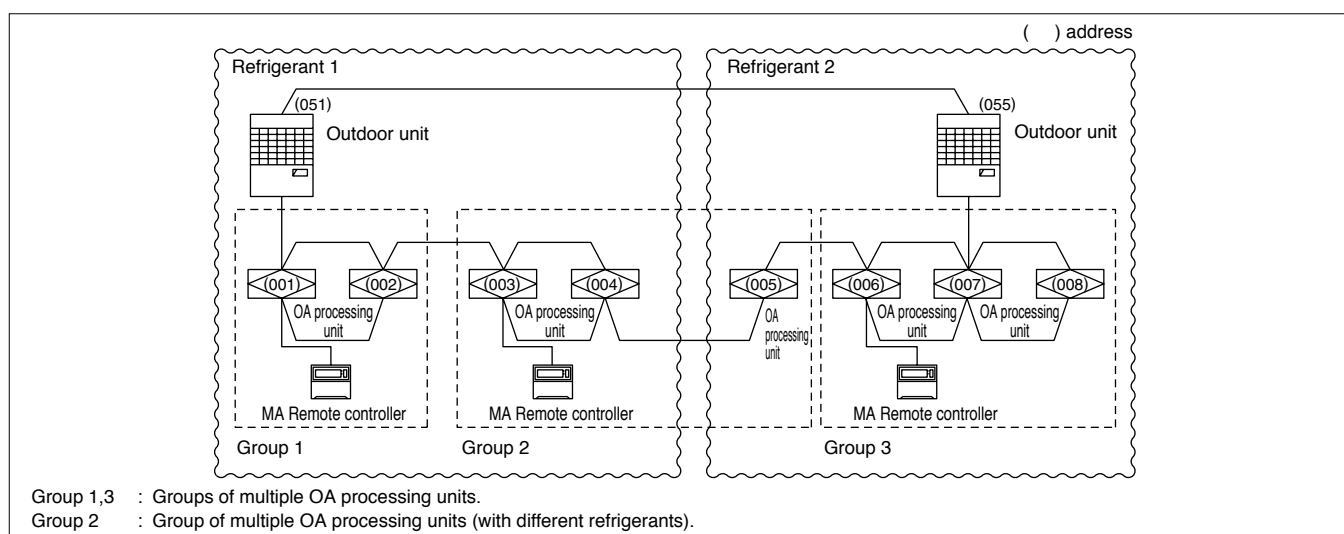 ( ) address
Refrigerant 1
Refrigerant 2
(051)
(055)
Outdoor unit
Outdoor unit
(001)
(002)
(003)
(004)
(005)
(006)
(007)
(008)
OA processing
unit
OA processing
unit
OA
processing
unit
OA processing
unit
OA processing
unit
MA Remote controller
MA Remote controller
MA Remote controller
Group 1
Group 2
Group 3
Group 1,3 : Groups of multiple OA processing units.
Group 2 : Group of multiple OA processing units (with different refrigerants).